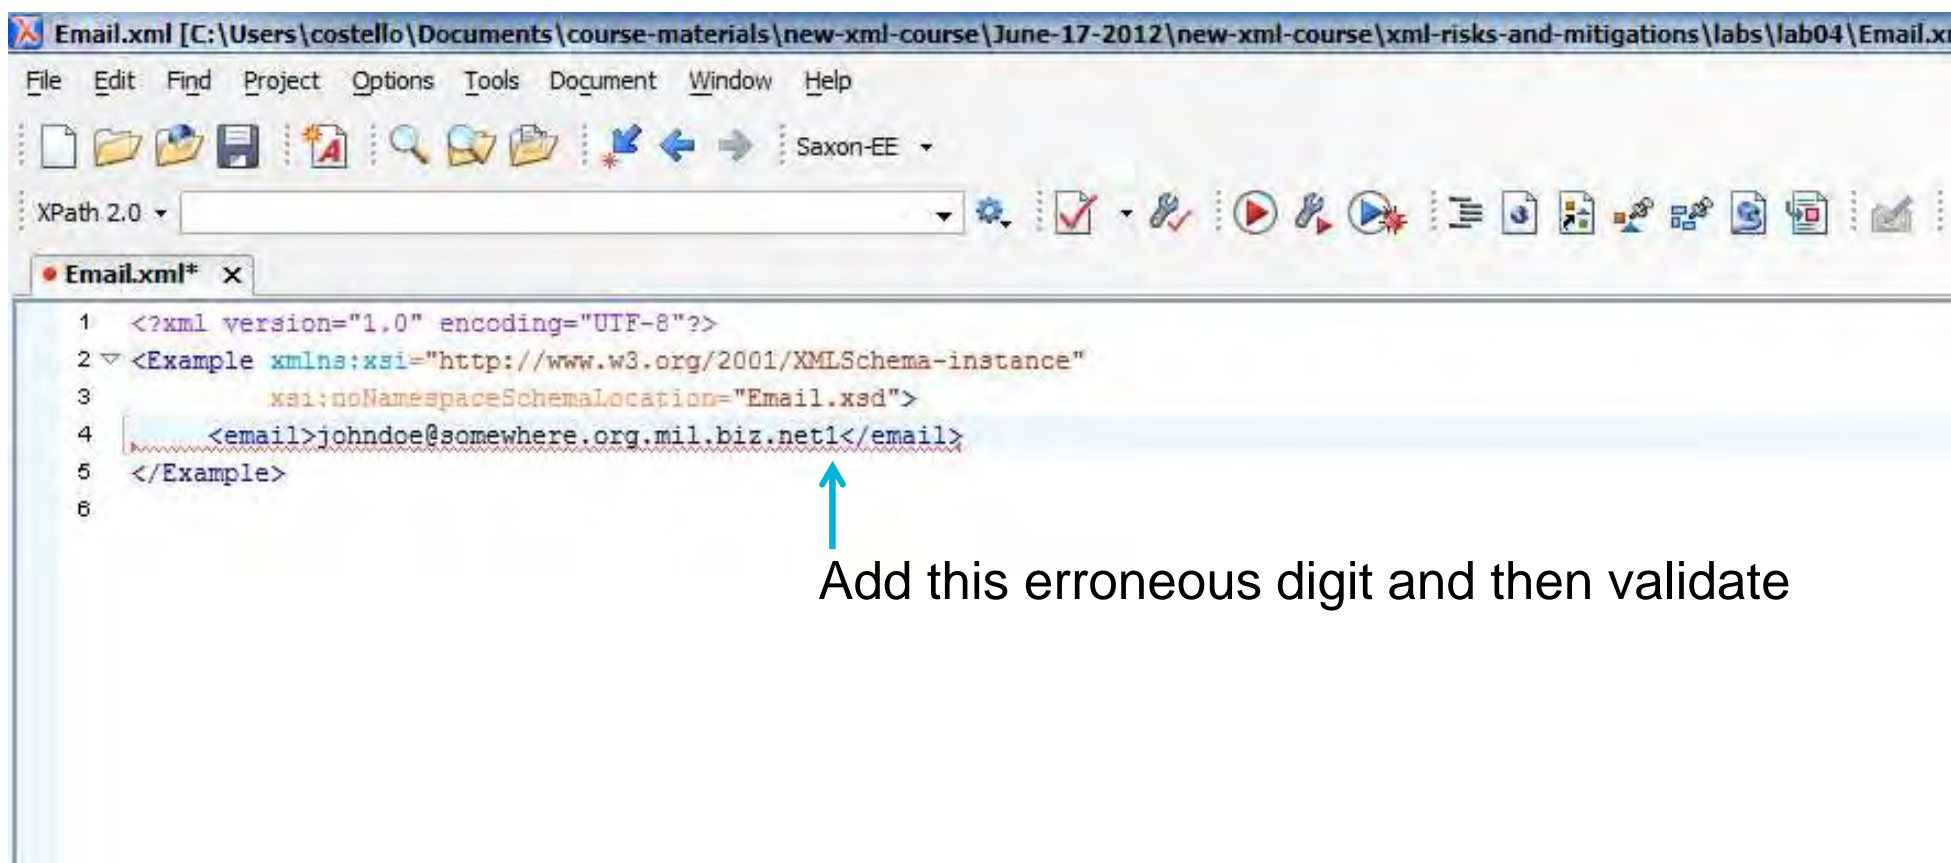 Email.xml [C:\Users\costello\Documents\course-materials\new-xml-course\June-17-2012\new-xml-course\xml-risks-and-mitigations\labs\lab04\Email.x
File Edit Find Project Options Tools Document Window Help
Saxon-EE
XPath 2.0
Email.xml* x
1 <?xml version="1.0" encoding="UTF-8"?>
2 <Example xmlns:xsi="http://www.w3.org/2001/XMLSchema-instance"
3 xsi:noNamespaceSchemaLocation="Email.xsd">
4 <email>johndoe@somewhere.org.mil.biz.net1</email>
5 </Example>
6
Add this erroneous digit and then validate